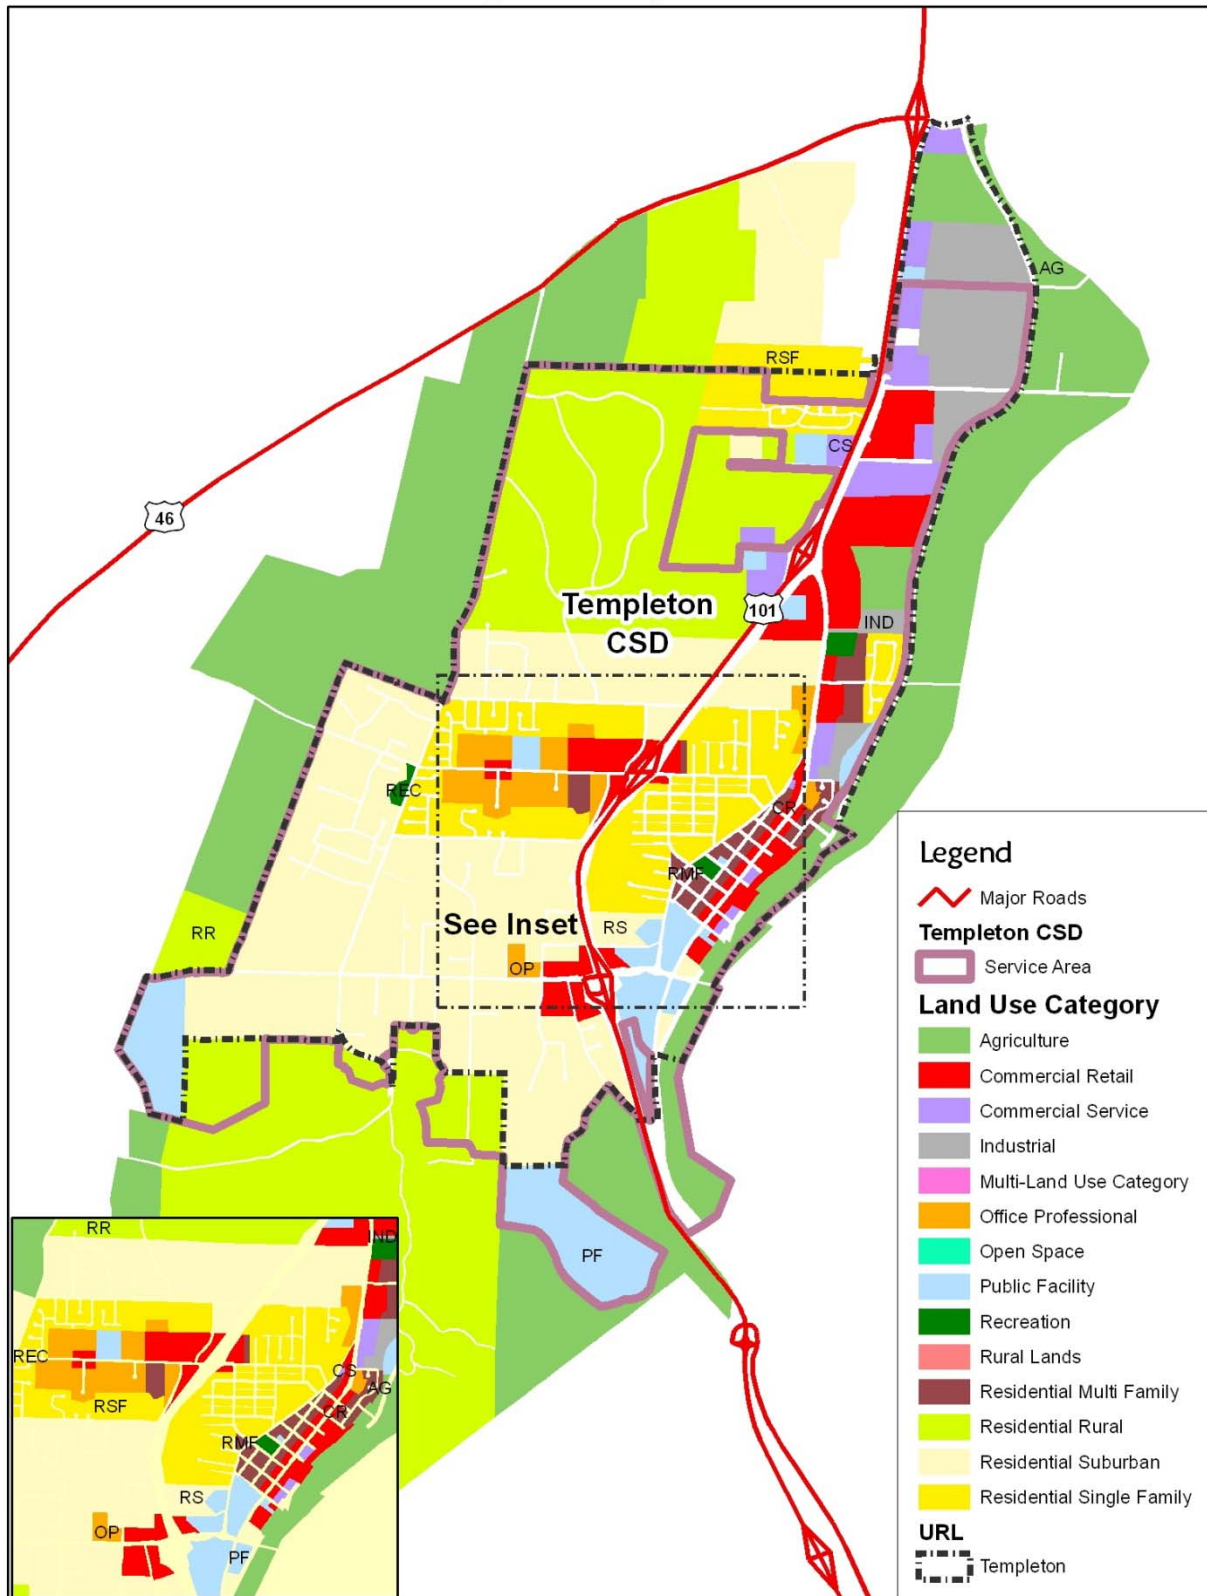 AG
RSF
CS
46
Templeton
CSD
101
IND
REC
CR
RMF
RR
See Inset
RS
OP
PF
Legend
Major Roads
Templeton CSD
Service Area
Land Use Category
Agriculture
Commercial Retail
Commercial Service
Industrial
Multi-Land Use Category
Office Professional
Open Space
Public Facility
Recreation
Rural Lands
Residential Multi Family
Residential Rural
Residential Suburban
Residential Single Family
URL
Templeton
RR
IND
REC
CS
AG
RSF
CR
RMF
RS
OP
PF